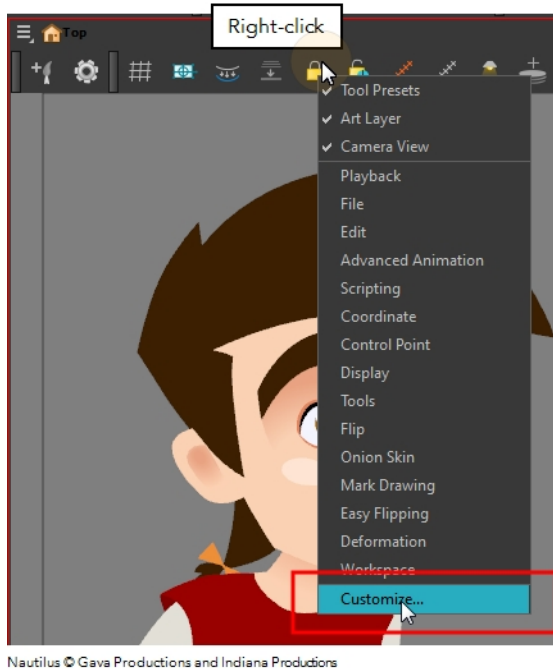 Right-click
Top
Tool Presets
Art Layer
Camera View
Playback
File
Edit
Advanced Animation
Scripting
Coordinate
Control Point
Display
Tools
Flip
Onion Skin
Mark Drawing
Easy Flipping
Deformation
Workspace
Customize...
Nautilus © Gaya Productions and Indiana Productions